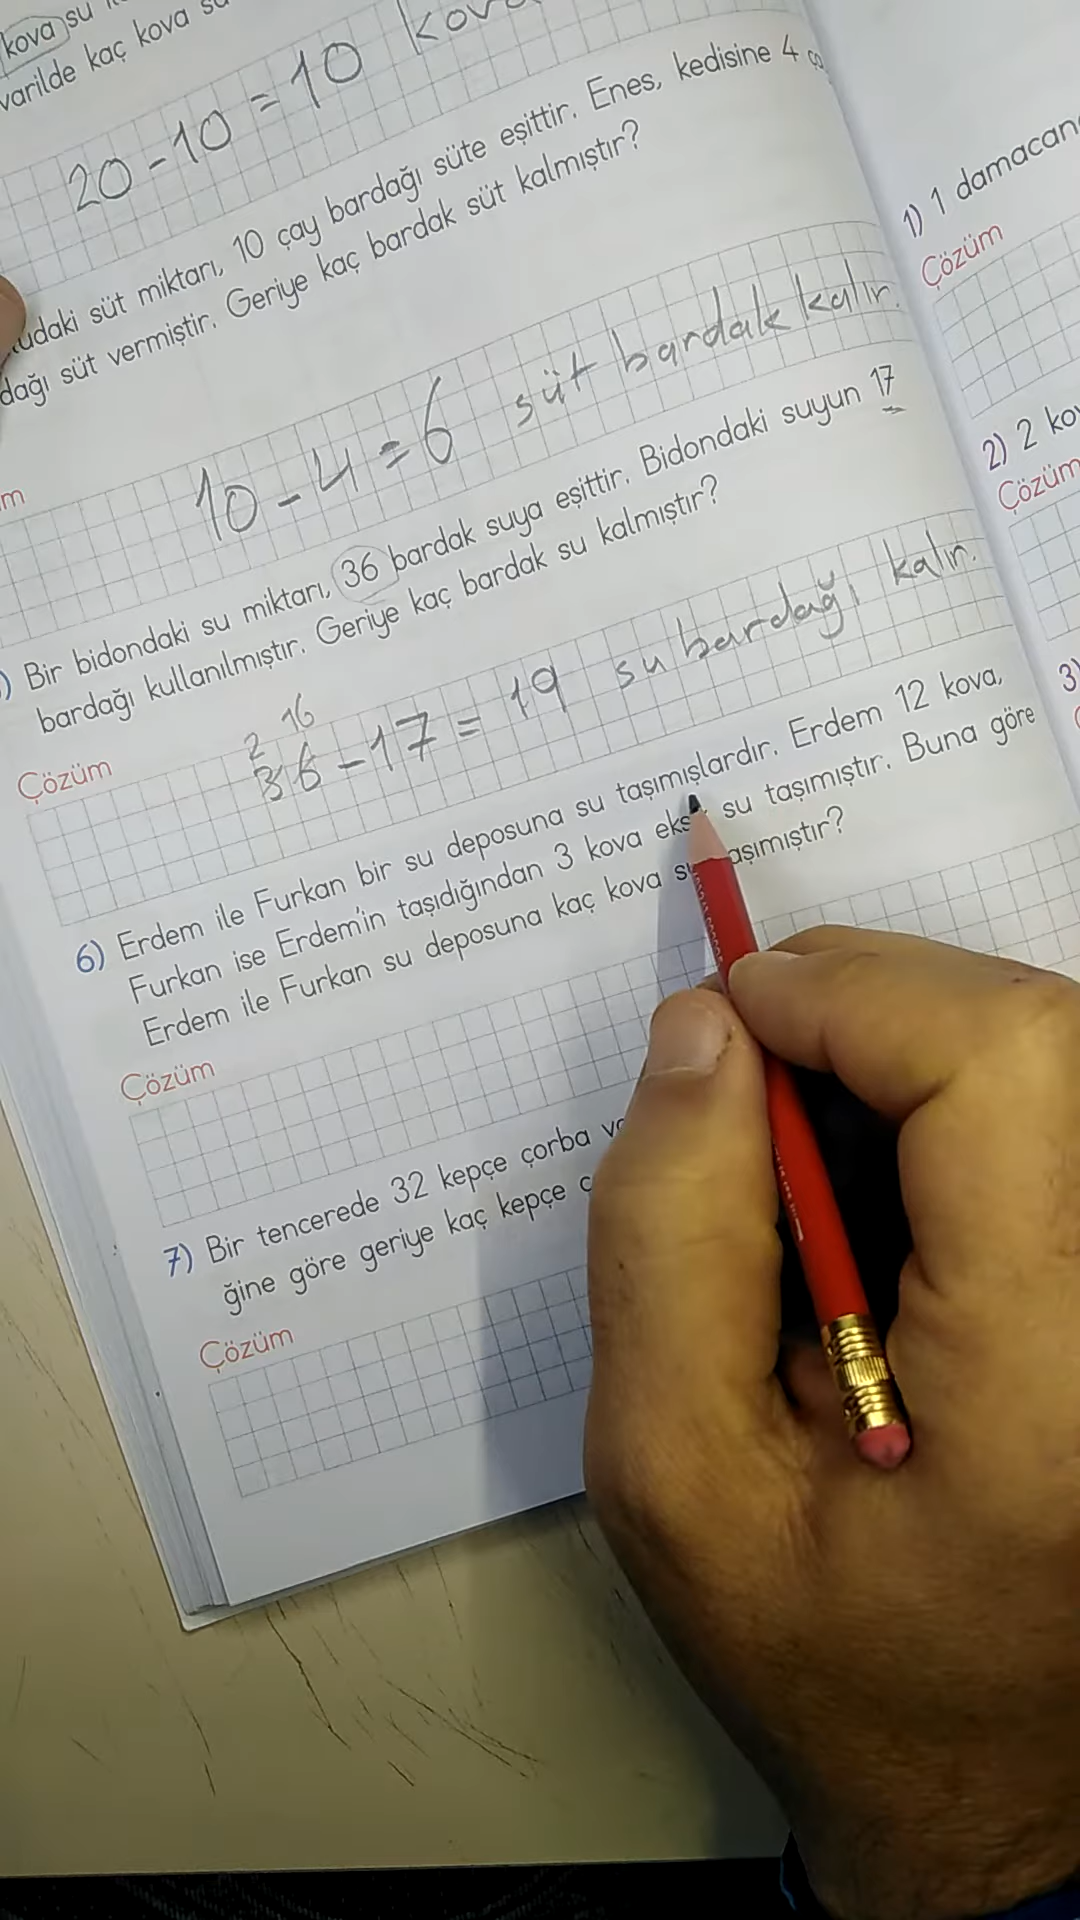 kova su
varilde kaç kova su
20-10=10 kova
udaki süt miktarı, 10 çay bardağı süte eşittir. Enes, kedisine 4 ça
dağı süt vermiştir. Geriye kaç bardak süt kalmıştır?
m
10-4=6 süt bardak kalır.
) Bir bidondaki su miktarı, 36 bardak suya eşittir. Bidondaki suyun 17
bardağı kullanılmıştır. Geriye kaç bardak su kalmıştır?
Çözüm
2 16
36-17=19 su bardağı kalır.
6) Erdem ile Furkan bir su deposuna su taşımışlardır. Erdem 12 kova,
Furkan ise Erdem'in taşıdığından 3 kova eks su taşımıştır. Buna göre
Erdem ile Furkan su deposuna kaç kova su aşımıştır?
Çözüm
7) Bir tencerede 32 kepçe çorba va
ğine göre geriye kaç kepçe ç
Çözüm
1) 1 damacan
Çözüm
2) 2 kov
Çözüm
3)